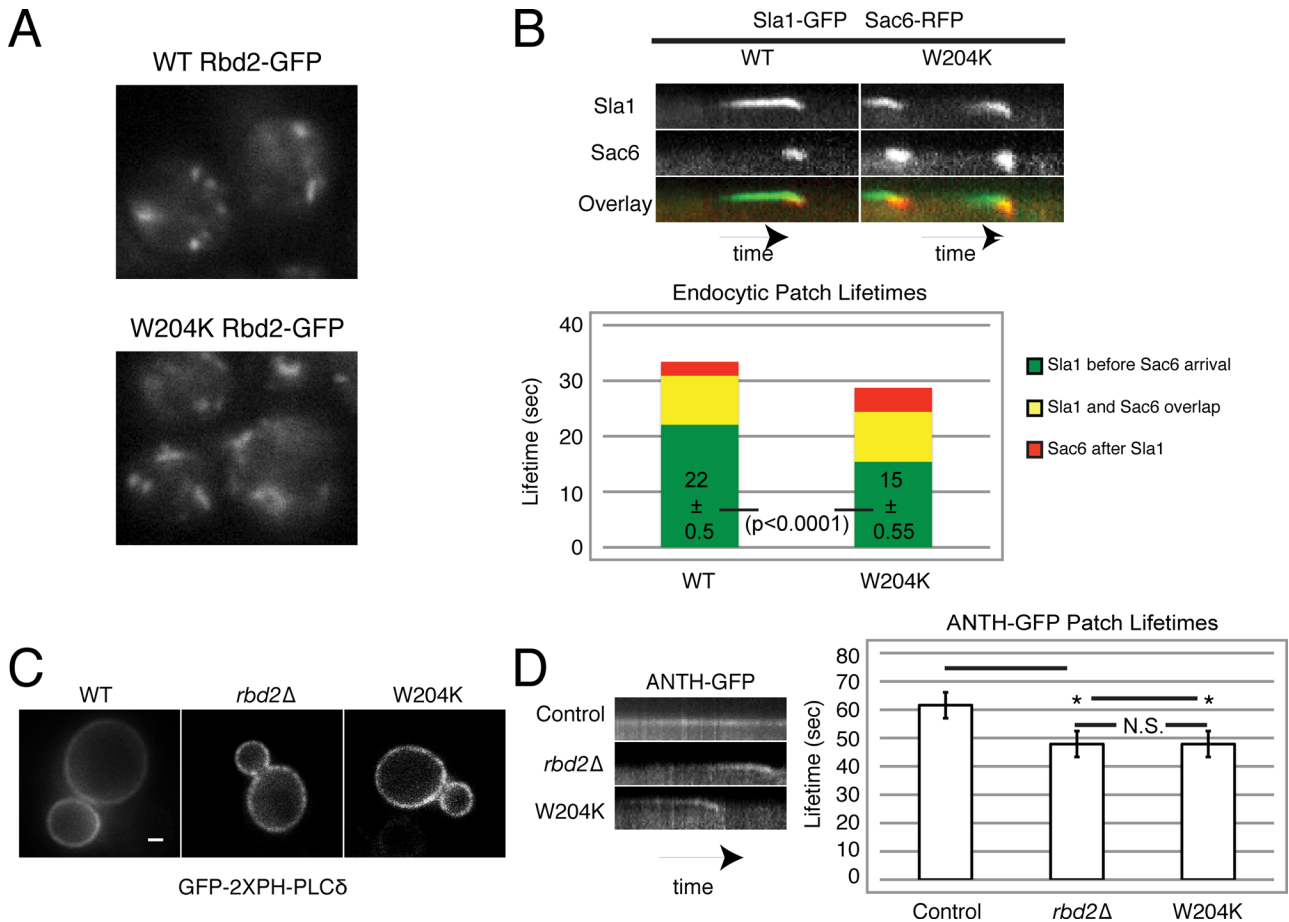 A
WT Rbd2-GFP
W204K Rbd2-GFP
B
Sla1-GFP Sac6-RFP
WT W204K
Sla1
Sac6
Overlay
time time
Endocytic Patch Lifetimes
Lifetime (sec)
40
30
20
10
0
22
±
0.5
(p<0.0001)
15
±
0.55
WT W204K
Sla1 before Sac6 arrival
Sla1 and Sac6 overlap
Sac6 after Sla1
C
WT rbd2Δ W204K
GFP-2XPH-PLCδ
D
ANTH-GFP
Control
rbd2Δ
W204K
time
ANTH-GFP Patch Lifetimes
Lifetime (sec)
80
70
60
50
40
30
20
10
0
* *
N.S.
Control rbd2Δ W204K